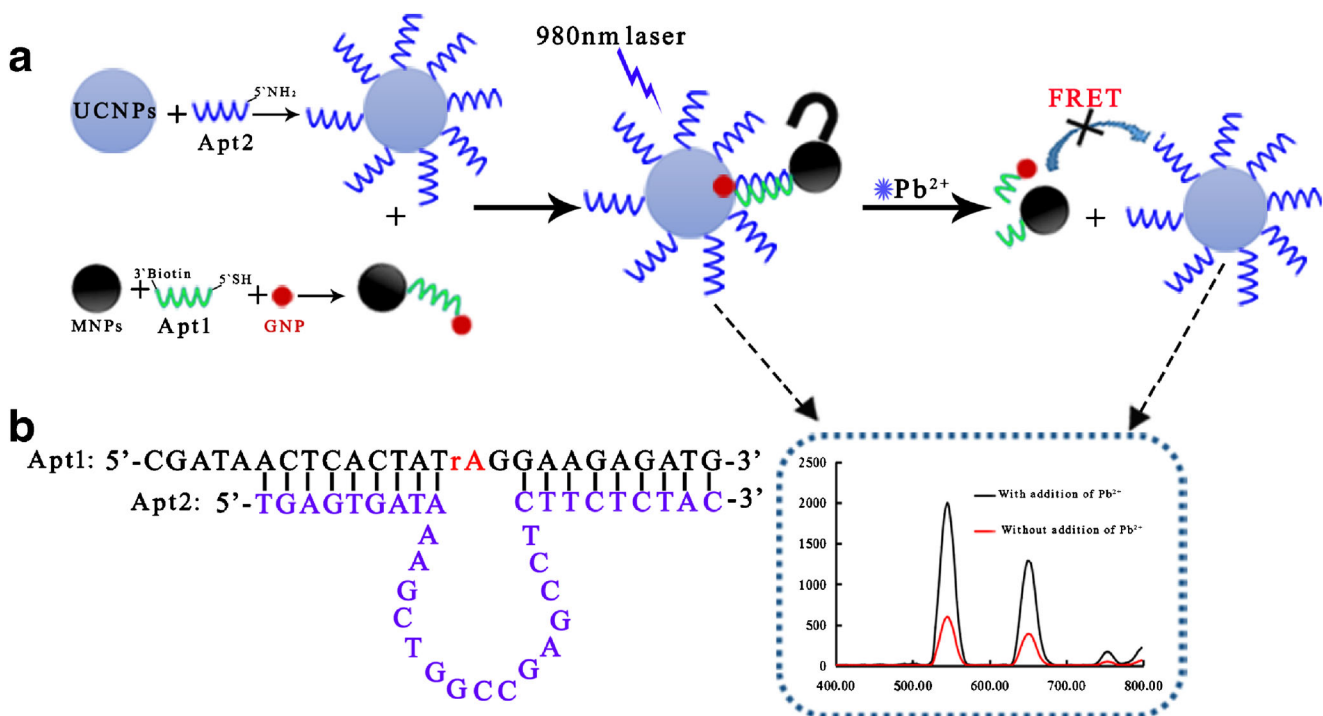 a
980nm laser
UCNPs + 5`NH₂
Apt2
+
FRET
Pb²⁺
+
MNPs + 3`Biotin 5`SH + GNP
Apt1
b
Apt1: 5’-CGATAACTCACTATrAGGAAGAGATG-3’
Apt2: 5’-TGAGTGATA CTTCTCTAC-3’
A
A
G
C
T
G
G
C
C
G
A
G
C
C
T
2500
2000
1500
1000
500
0
With addition of Pb²⁺
Without addition of Pb²⁺
400.00 500.00 600.00 700.00 800.00